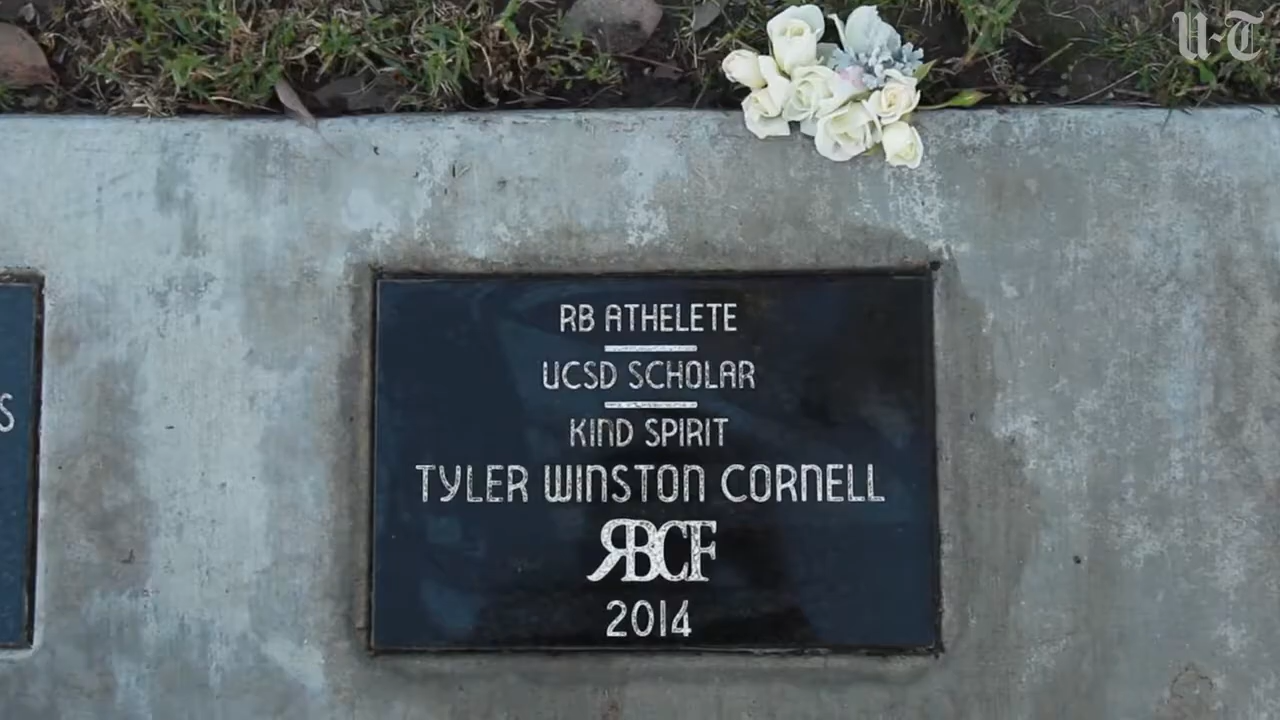 U-T
RB ATHELETE
UCSD SCHOLAR
S
KIND SPIRIT
TYLER WINSTON CORNELL
RBCF
2014